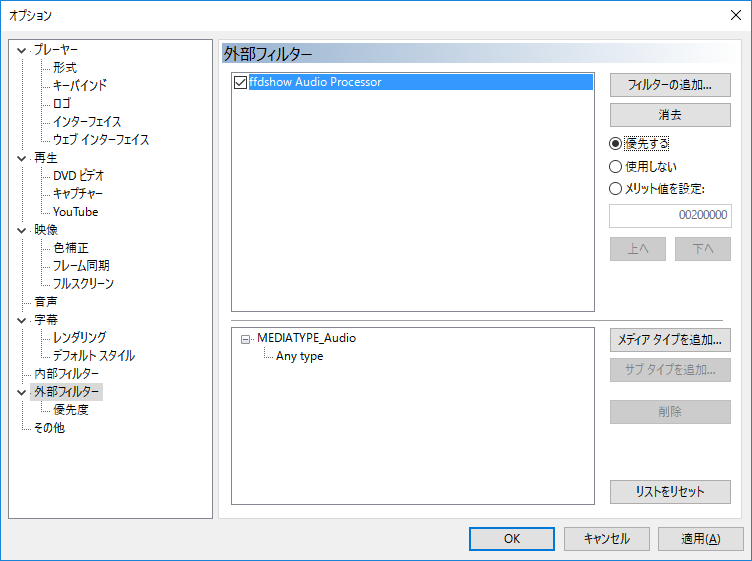 オプション
プレーヤー
形式
キーバインド
ロゴ
インターフェイス
ウェブ インターフェイス
再生
DVD ビデオ
キャプチャー
YouTube
映像
色補正
フレーム同期
フルスクリーン
音声
字幕
レンダリング
デフォルト スタイル
内部フィルター
外部フィルター
優先度
その他
外部フィルター
ffdshow Audio Processor
フィルターの追加...
消去
優先する
使用しない
メリット値を設定:
00200000
上へ
下へ
MEDIATYPE_Audio
Any type
メディア タイプを追加...
サブ タイプを追加...
削除
リストをリセット
OK
キャンセル
適用(A)